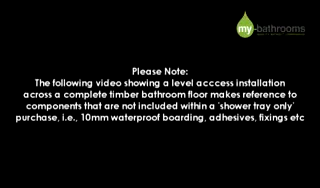 my-bathrooms
Please Note:
The following video showing a level acccess installation
across a complete timber bathroom floor makes reference to
components that are not included within a 'shower tray only'
purchase, i.e., 10mm waterproof boarding, adhesives, fixings etc